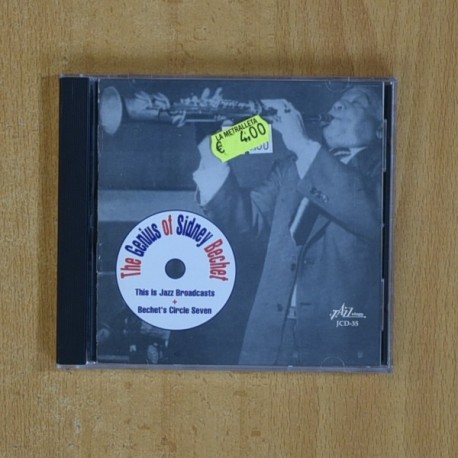 LA METRALLETA
€ 4,00
The Genius of Sidney Bechet
This Is Jazz Broadcasts
+
Bechet's Circle Seven
JAZZ
JCD-35